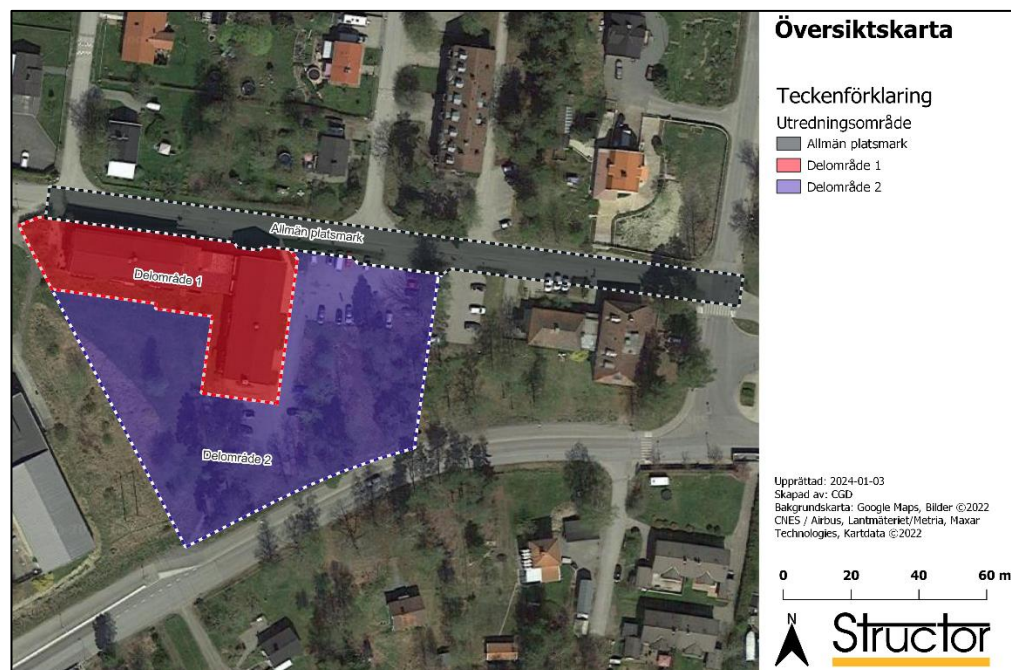 Översiktskarta
Teckenförklaring
Utredningsområde
Allmän platsmark
Delområde 1
Delområde 2
Allmän platsmark
Delområde 1
Delområde 2
Upprättad: 2024-01-03
Skapad av: CGD
Bakgrundskarta: Google Maps, Bilder ©2022
CNES / Airbus, Lantmäteriet/Metria, Maxar
Technologies, Kartdata ©2022
0 20 40 60 m
N
Structor